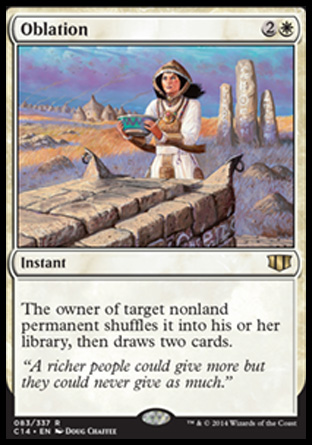 Oblation 2
Instant
The owner of target nonland
permanent shuffles it into his or her
library, then draws two cards.
“A richer people could give more but
they could never give as much.”
083/337 R
C14 • EN DOUG CHAFFEE ™ & © 2014 Wizards of the Coast